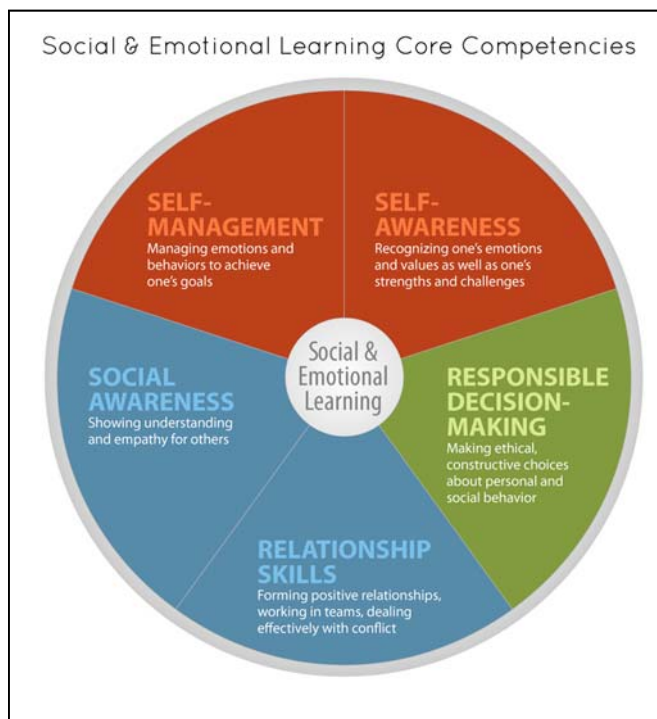 Social & Emotional Learning Core Competencies
SELF-
MANAGEMENT
Managing emotions and
behaviors to achieve
one's goals
SELF-
AWARENESS
Recognizing one's emotions
and values as well as one's
strengths and challenges
SOCIAL
AWARENESS
Showing understanding
and empathy for others
Social &
Emotional
Learning
RESPONSIBLE
DECISION-
MAKING
Making ethical,
constructive choices
about personal and
social behavior
RELATIONSHIP
SKILLS
Forming positive relationships,
working in teams, dealing
effectively with conflict